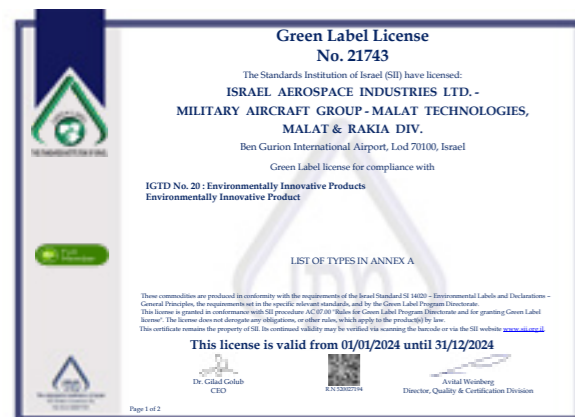 Green Label License
No. 21743
The Standards Institution of Israel (SII) have licensed:
ISRAEL AEROSPACE INDUSTRIES LTD. -
MILITARY AIRCRAFT GROUP - MALAT TECHNOLOGIES,
MALAT & RAKIA DIV.
Ben Gurion International Airport, Lod 70100, Israel
Green Label license for compliance with
IGTD No. 20 : Environmentally Innovative Products
Environmentally Innovative Product
LIST OF TYPES IN ANNEX A
These commodities are produced in conformity with the requirements of the Israel Standard SI 14020 – Environmental Labels and Declarations –
General Principles, the requirements set in the specific relevant standards, and by the Green Label Program Directorate.
This license is granted in conformance with SII procedure AC 07.00 "Rules for Green Label Program Directorate and for granting Green Label
license". The license does not derogate any obligations, or other rules, which apply to the product(s) by law.
This certificate remains the property of SII. Its continued validity may be verified via scanning the barcode or via the SII website www.sii.org.il.
This license is valid from 01/01/2024 until 31/12/2024
Dr. Gilad Golub
CEO
R.N 520027194
Avital Weinberg
Director, Quality & Certification Division
Page 1 of 2
THE STANDARDS INSTITUTION OF ISRAEL
Full
Member